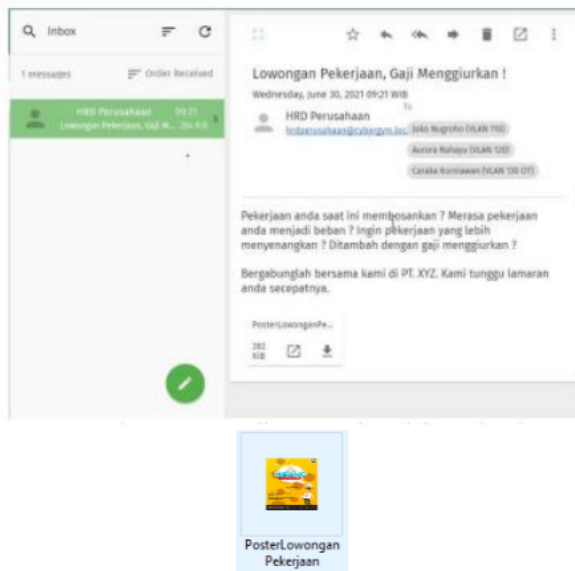 Inbox
1 messages
Order Received
HRD Perusahaan 09:21
Lowongan Pekerjaan, Gaji M...
Lowongan Pekerjaan, Gaji Menggiurkan !
Wednesday, June 30, 2021 09:21 WIB
To
HRD Perusahaan
Joko Nugroho (VLAN 110)
Aurora Rahayu (VLAN 120)
Caraka Kurniawan (VLAN 130 OT)
Pekerjaan anda saat ini membosankan ? Merasa pekerjaan
anda menjadi beban ? Ingin pekerjaan yang lebih
menyenangkan ? Ditambah dengan gaji menggiurkan ?
Bergabunglah bersama kami di PT. XYZ. Kami tunggu lamaran
anda secepatnya.
PosterLowonganPe...
382
KiB
HIRING
PosterLowongan
Pekerjaan